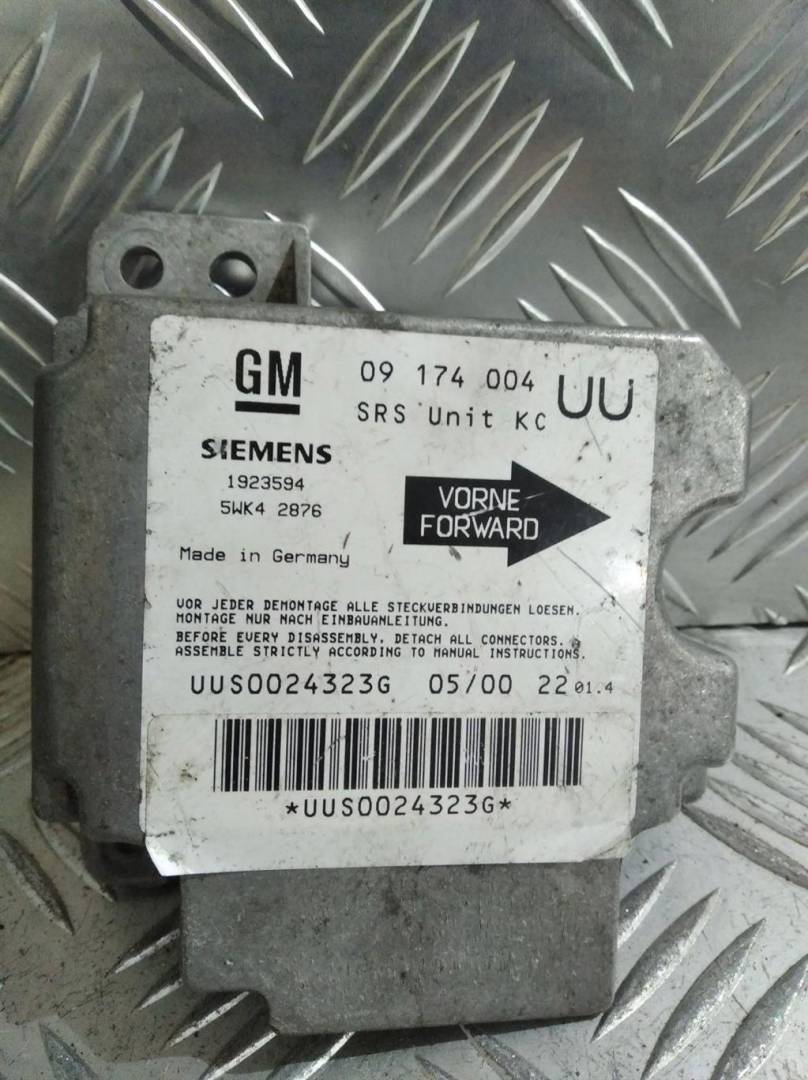 GM
09 174 004 UU
SRS Unit KC
SIEMENS
1923594
5WK4 2876
VORNE
FORWARD
Made in Germany
VOR JEDER DEMONTAGE ALLE STECKVERBINDUNGEN LOESEN.
MONTAGE NUR NACH EINBAUANLEITUNG.
BEFORE EVERY DISASSEMBLY, DETACH ALL CONNECTORS.
ASSEMBLE STRICTLY ACCORDING TO MANUAL INSTRUCTIONS.
UUS0024323G 05/00 22 01.4
*UUS0024323G*